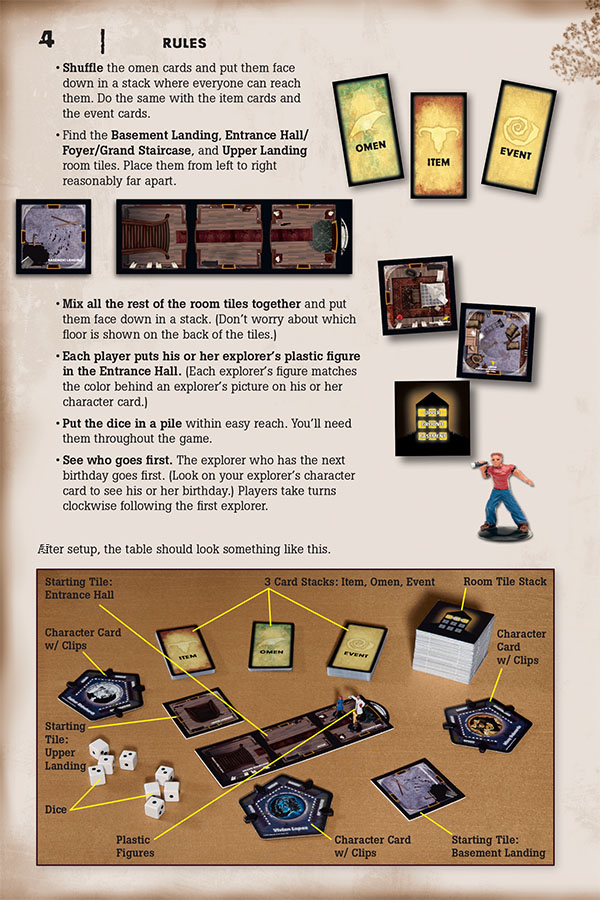 4
RULES
• Shuffle the omen cards and put them face
down in a stack where everyone can reach
them. Do the same with the item cards and
the event cards.
• Find the Basement Landing, Entrance Hall/
Foyer/Grand Staircase, and Upper Landing
room tiles. Place them from left to right
reasonably far apart.
OMEN
ITEM
EVENT
BASEMENT LANDING
• Mix all the rest of the room tiles together and put
them face down in a stack. (Don't worry about which
floor is shown on the back of the tiles.)
• Each player puts his or her explorer's plastic figure
in the Entrance Hall. (Each explorer's figure matches
the color behind an explorer's picture on his or her
character card.)
• Put the dice in a pile within easy reach. You'll need
them throughout the game.
• See who goes first. The explorer who has the next
birthday goes first. (Look on your explorer's character
card to see his or her birthday.) Players take turns
clockwise following the first explorer.
After setup, the table should look something like this.
Starting Tile:
Entrance Hall
3 Card Stacks: Item, Omen, Event
Room Tile Stack
Character Card
w/ Clips
Character
Card
w/ Clips
ITEM
OMEN
EVENT
Starting
Tile:
Upper
Landing
Dice
Vivian Lopez
Plastic
Figures
Character Card
w/ Clips
Starting Tile:
Basement Landing